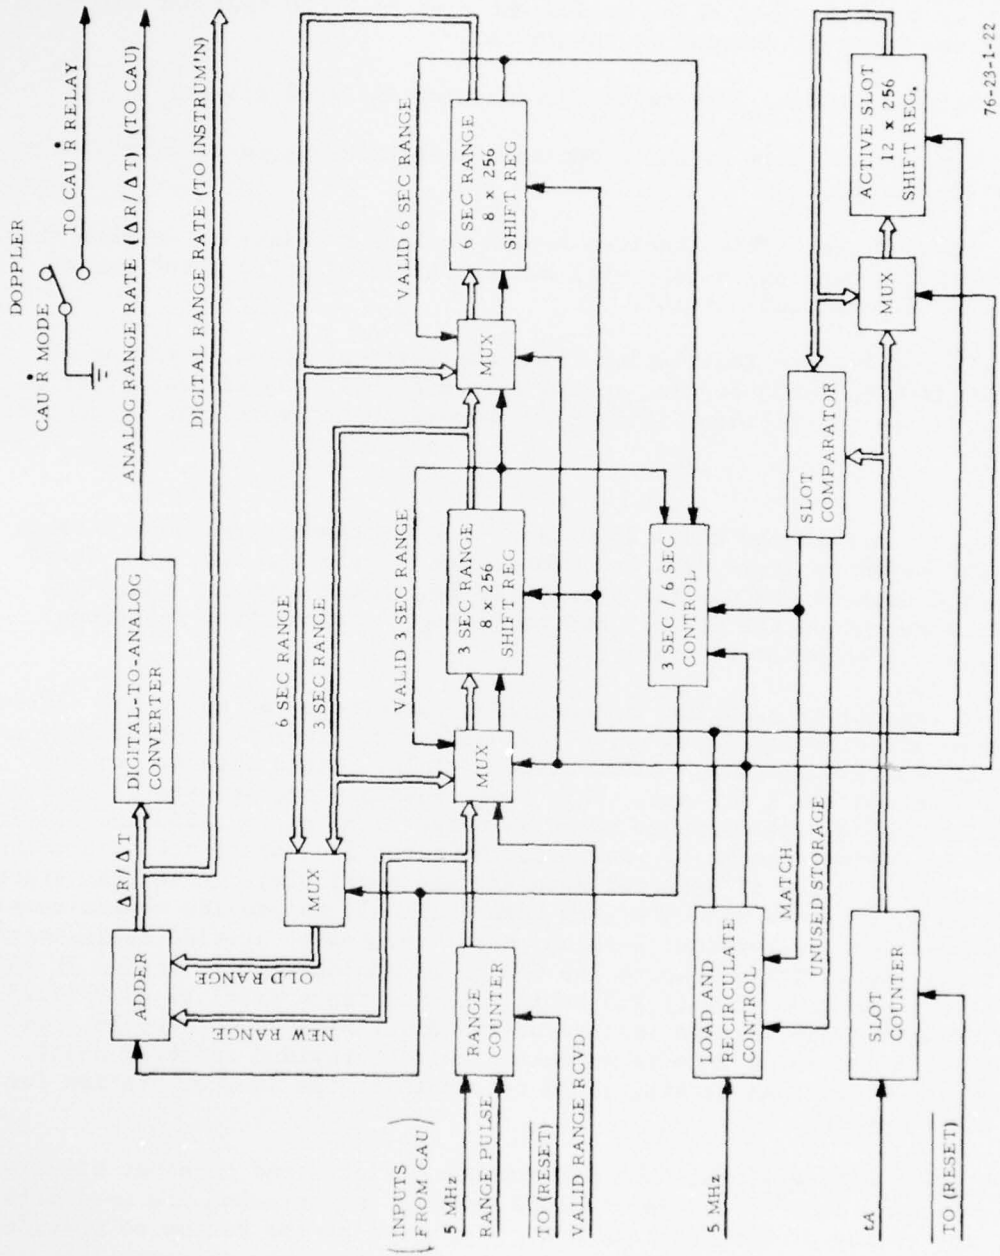 DOPPLER
CAU Ṙ MODE
TO CAU Ṙ RELAY
ANALOG RANGE RATE (ΔR/ΔT) (TO CAU)
DIGITAL RANGE RATE (TO INSTRUM'N)
DIGITAL-TO-ANALOG
CONVERTER
ΔR/ΔT
ADDER
OLD RANGE
NEW RANGE
MUX
6 SEC RANGE
3 SEC RANGE
(INPUTS
FROM CAU)
5 MHz
RANGE PULSE
TO (RESET)
VALID RANGE RCVD
RANGE
COUNTER
MUX
VALID 3 SEC RANGE
3 SEC RANGE
8 x 256
SHIFT REG
MUX
VALID 6 SEC RANGE
6 SEC RANGE
8 x 256
SHIFT REG
3 SEC / 6 SEC
CONTROL
5 MHz
LOAD AND
RECIRCULATE
CONTROL
MATCH
UNUSED STORAGE
SLOT
COMPARATOR
MUX
ACTIVE SLOT
12 x 256
SHIFT REG.
tA
TO (RESET)
SLOT
COUNTER
76-23-1-22